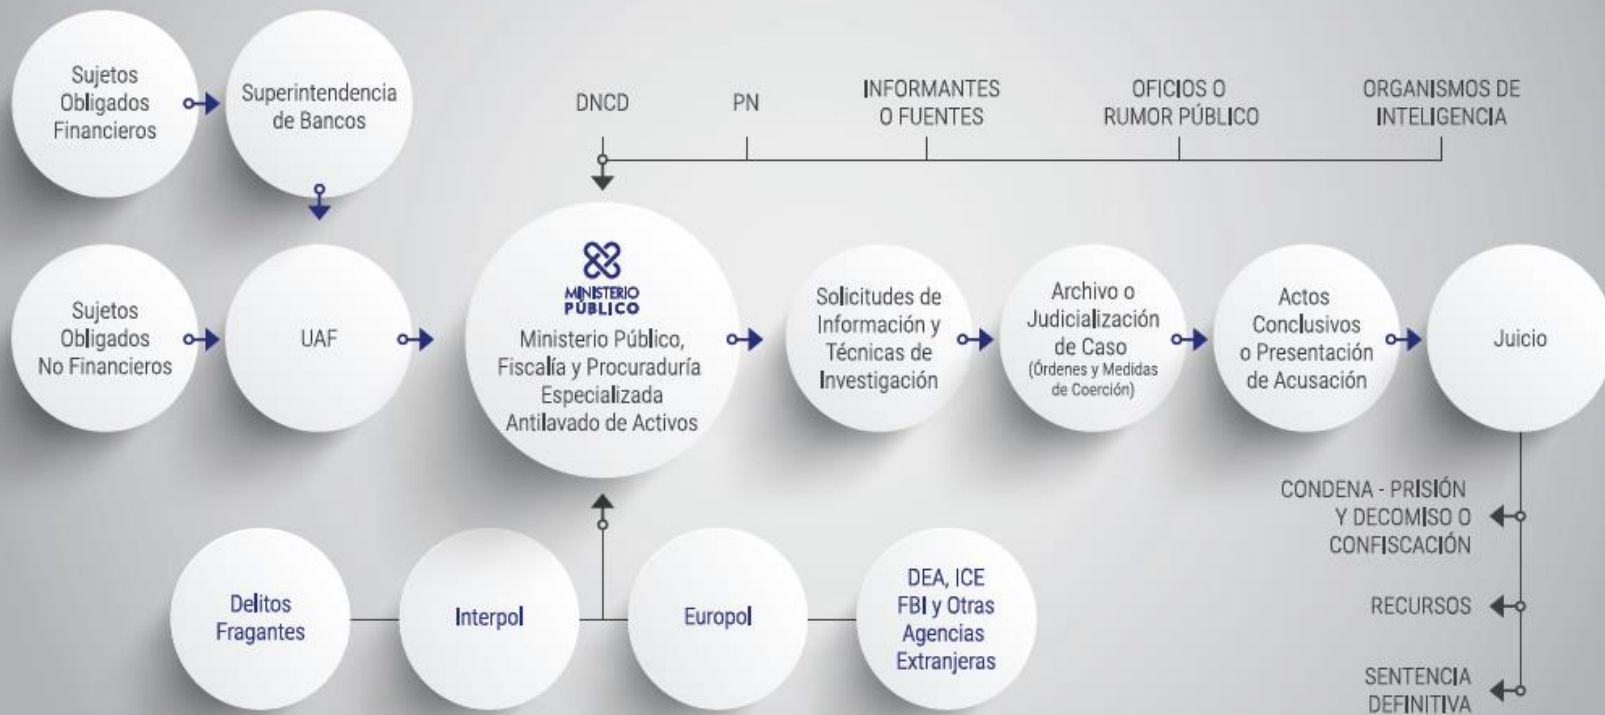 Sujetos
Obligados
Financieros
Superintendencia
de Bancos
DNCD
PN
INFORMANTES
O FUENTES
OFICIOS O
RUMOR PÚBLICO
ORGANISMOS DE
INTELIGENCIA
Sujetos
Obligados
No Financieros
UAF
MINISTERIO
PÚBLICO
Ministerio Público,
Fiscalía y Procuraduría
Especializada
Antilavado de Activos
Solicitudes de
Información y
Técnicas de
Investigación
Archivo o
Judicialización
de Caso
(Órdenes y Medidas
de Coerción)
Actos
Conclusivos
o Presentación
de Acusación
Juicio
CONDENA - PRISIÓN
Y DECOMISO O
CONFISCACIÓN
RECURSOS
SENTENCIA
DEFINITIVA
Delitos
Fragantes
Interpol
Europol
DEA, ICE
FBI y Otras
Agencias
Extranjeras